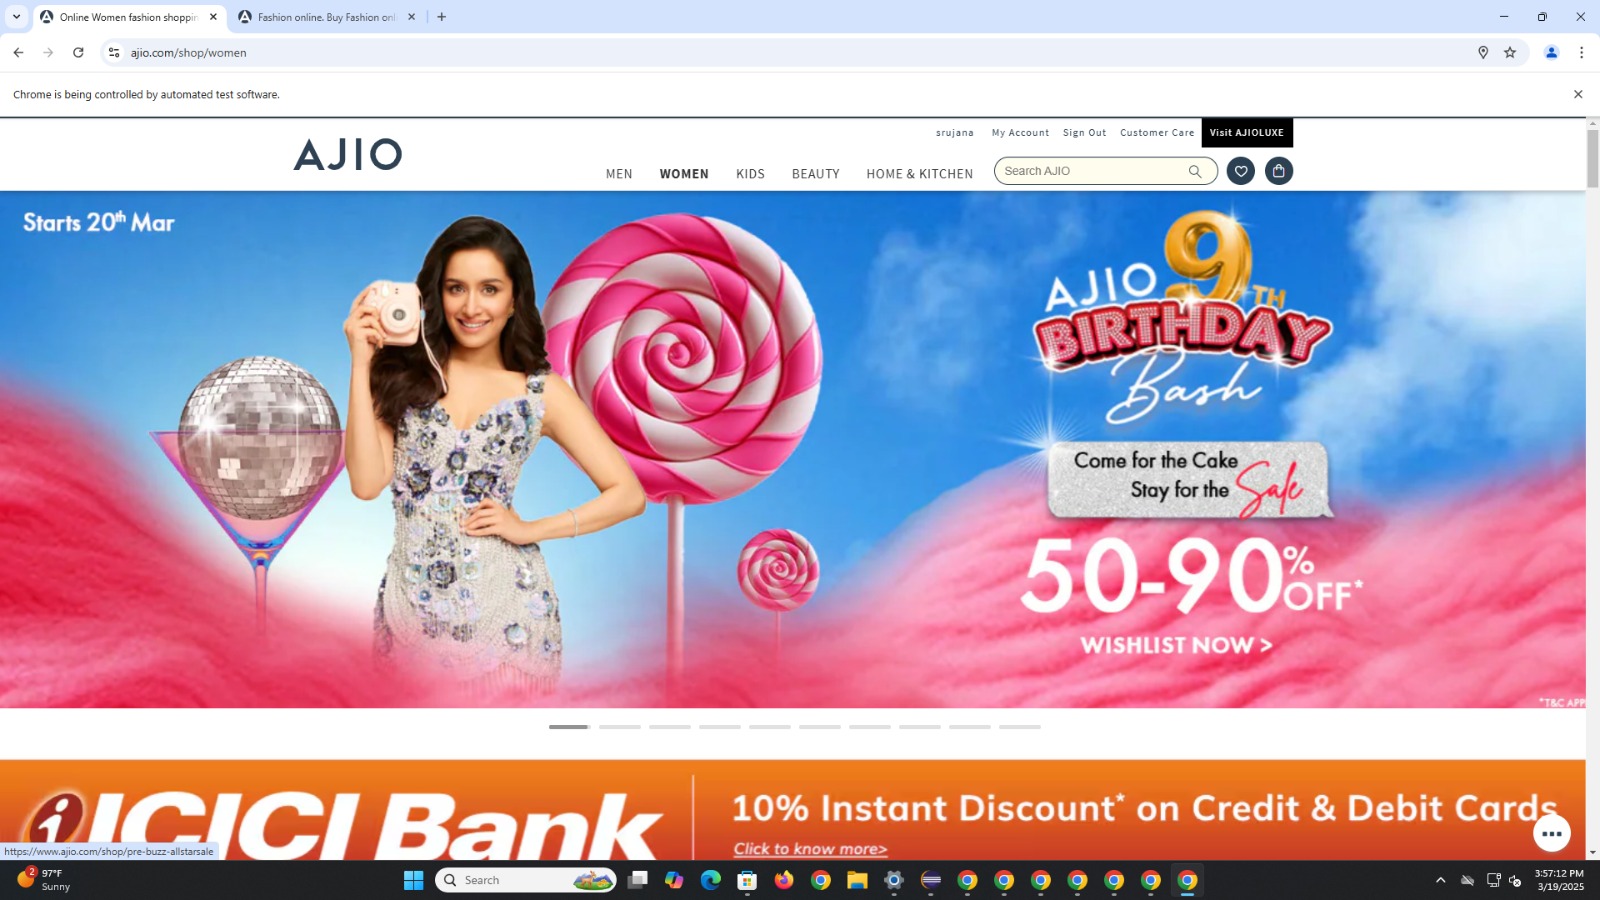 Online Women fashion shoppin
Fashion online. Buy Fashion onl
ajio.com/shop/women
Chrome is being controlled by automated test software.
srujana My Account Sign Out Customer Care Visit AJIOLUXE
AJIO
MEN WOMEN KIDS BEAUTY HOME & KITCHEN Search AJIO
Starts 20th Mar
AJIO 9TH
BIRTHDAY
Bash
Come for the Cake
Stay for the Sale
50-90% OFF*
WISHLIST NOW >
*T&C APP
i ICICI Bank
10% Instant Discount* on Credit & Debit Cards
Click to know more>
https://www.ajio.com/shop/pre-buzz-allstarsale
2
97°F
Sunny
Search
3:57:12 PM
3/19/2025